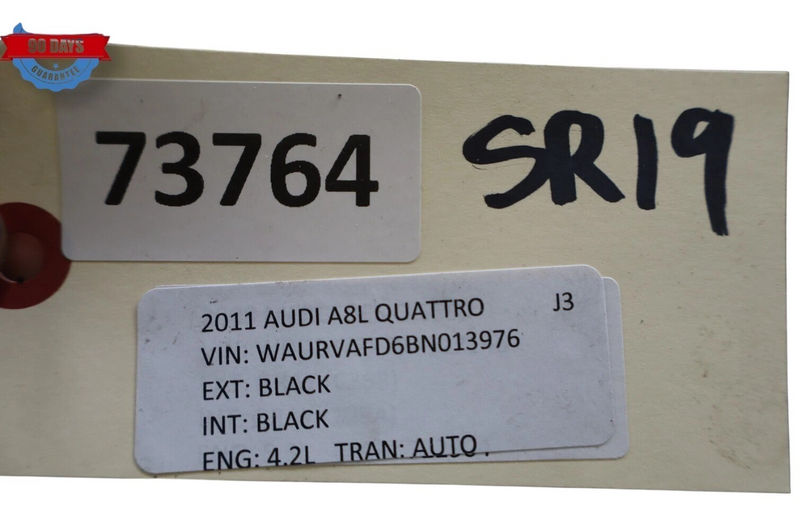 90 DAYS
GUARANTEE
73764
SR19
2011 AUDI A8L QUATTRO J3
VIN: WAURVAFD6BN013976
EXT: BLACK
INT: BLACK
ENG: 4.2L TRAN: AUTO .